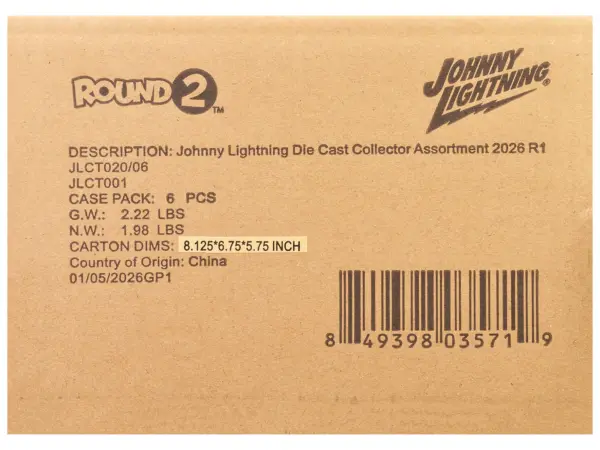 ROUND 2 ™
JOHNNY LIGHTNING ®
DESCRIPTION: Johnny Lightning Die Cast Collector Assortment 2026 R1
JLCT020/06
JLCT001
CASE PACK: 6 PCS
G.W.: 2.22 LBS
N.W.: 1.98 LBS
CARTON DIMS: 8.125*6.75*5.75 INCH
Country of Origin: China
01/05/2026GP1
8 49398 03571 9